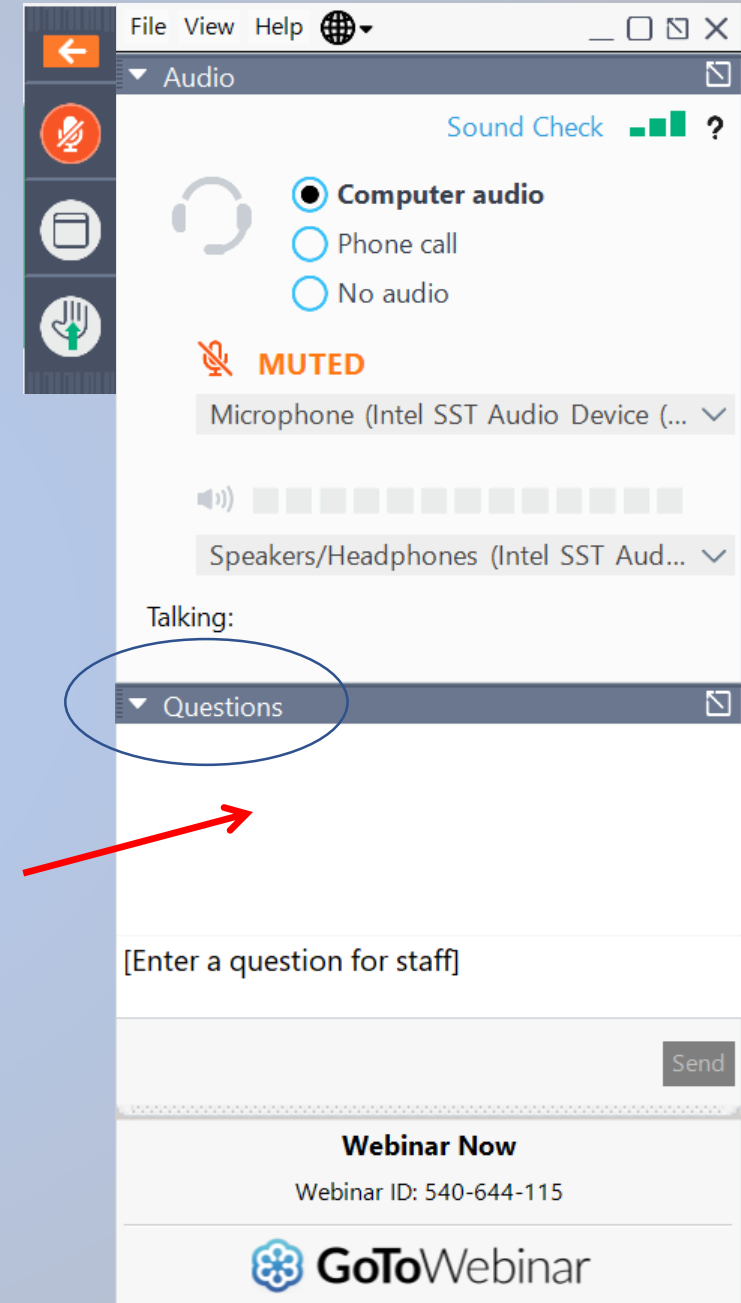 File View Help
Audio
Sound Check ?
Computer audio
Phone call
No audio
MUTED
Microphone (Intel SST Audio Device (...
Speakers/Headphones (Intel SST Aud...
Talking:
Questions
[Enter a question for staff]
Send
Webinar Now
Webinar ID: 540-644-115
GoToWebinar